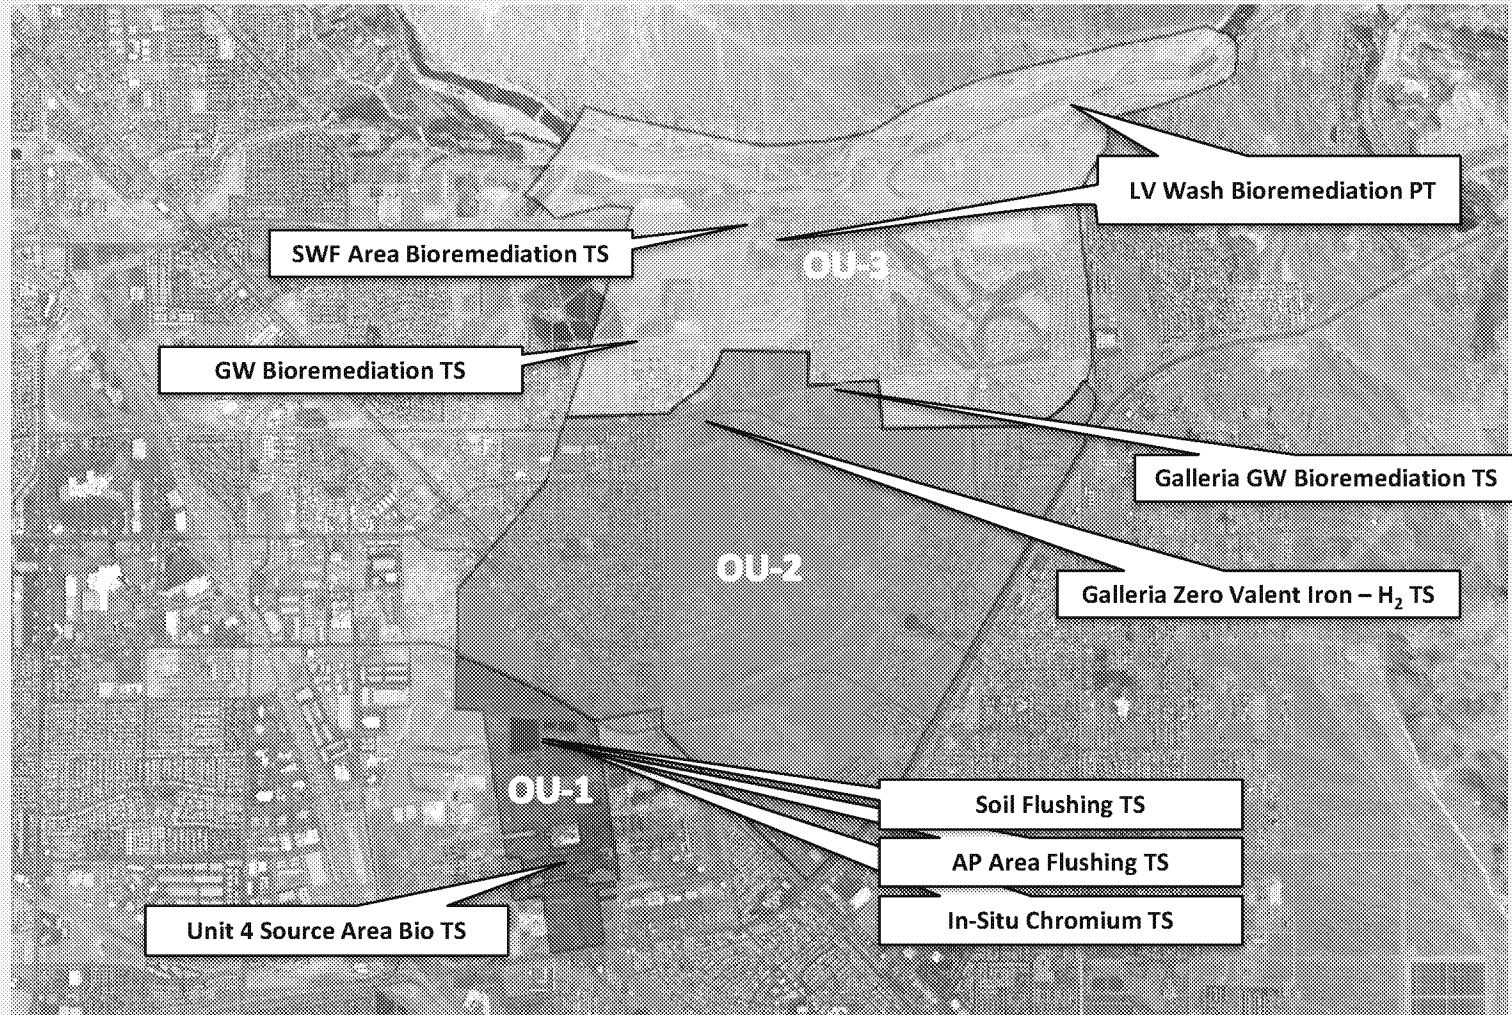 LV Wash Bioremediation PT
SWF Area Bioremediation TS
OU-3
GW Bioremediation TS
Galleria GW Bioremediation TS
OU-2
Galleria Zero Valent Iron – H₂ TS
OU-1
Soil Flushing TS
AP Area Flushing TS
In-Situ Chromium TS
Unit 4 Source Area Bio TS